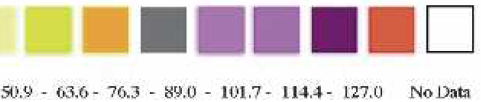 50.9 - 63.6 - 76.3 - 89.0 - 101.7 - 114.4 - 127.0 No Data